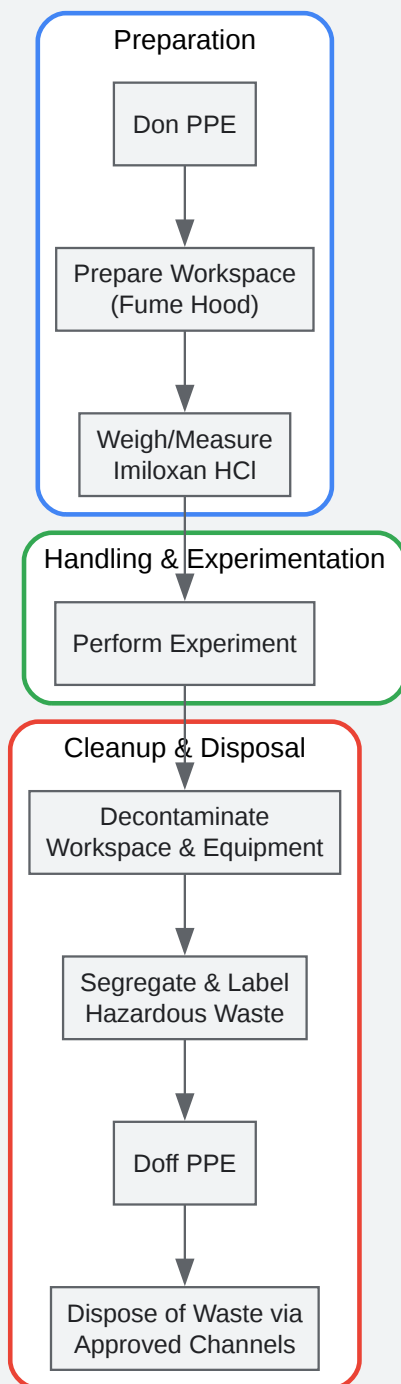 Preparation
Don PPE
Prepare Workspace
(Fume Hood)
Weigh/Measure
Imiloxan HCl
Handling & Experimentation
Perform Experiment
Cleanup & Disposal
Decontaminate
Workspace & Equipment
Segregate & Label
Hazardous Waste
Doff PPE
Dispose of Waste via
Approved Channels